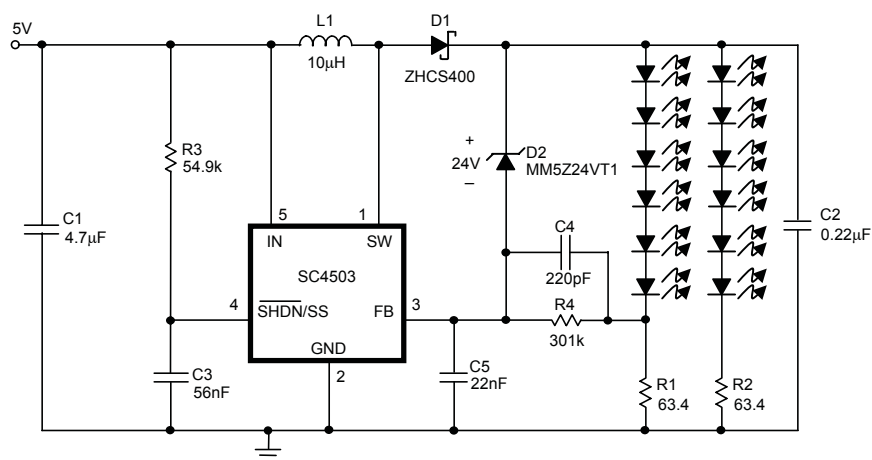 5V
L1
10µH
D1
ZHCS400
R3
54.9k
+
24V
–
D2
MM5Z24VT1
C1
4.7µF
5
1
IN
SW
C4
220pF
C2
0.22µF
SC4503
4
SHDN/SS
FB
3
R4
301k
GND
2
C3
56nF
C5
22nF
R1
63.4
R2
63.4